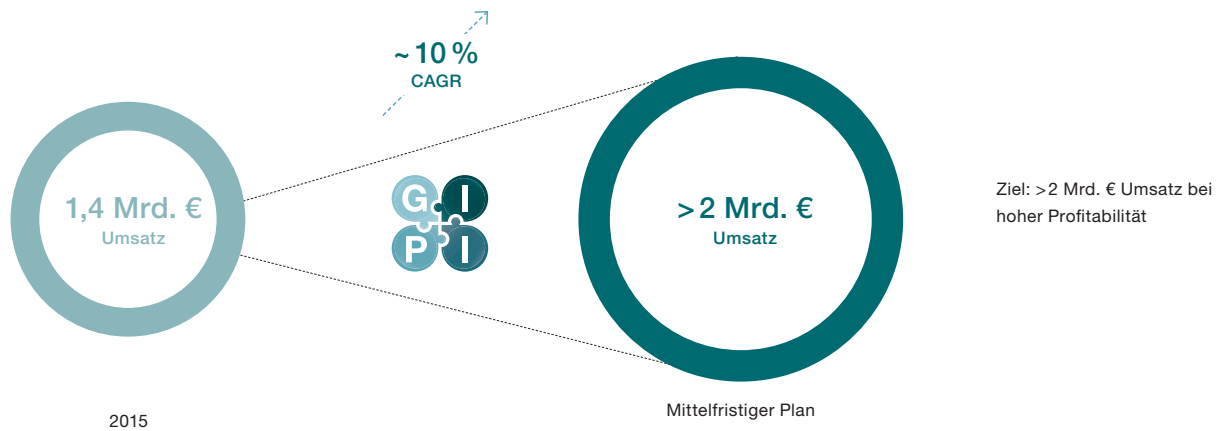 ~ 10 %
CAGR
1,4 Mrd. €
Umsatz
G I
P I
> 2 Mrd. €
Umsatz
Ziel: > 2 Mrd. € Umsatz bei
hoher Profitabilität
2015
Mittelfristiger Plan